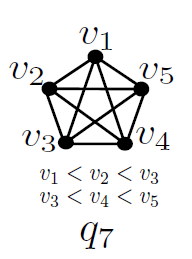 v₁
v₂ v₅
v₃ v₄
v₁ < v₂ < v₃
v₃ < v₄ < v₅
q₇